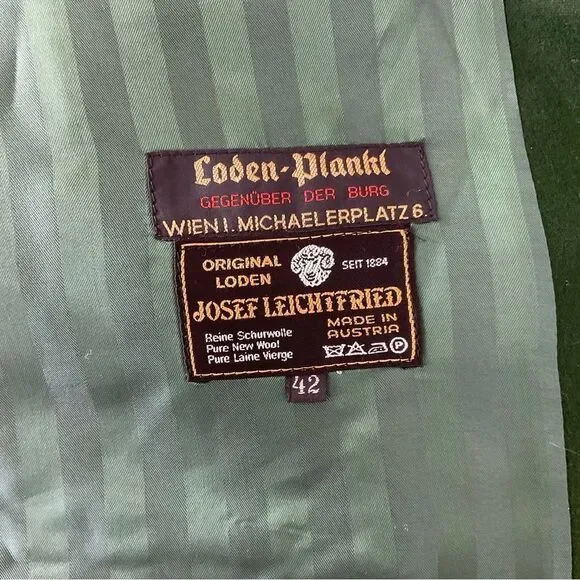 Loden-Plankl
GEGENÜBER DER BURG
WIEN I. MICHAELERPLATZ 6.
ORIGINAL SEIT 1884
LODEN
JOSEF LEICHTFRIED
Reine Schurwolle MADE IN
Pure New Wool AUSTRIA
Pure Laine Vierge A P
42